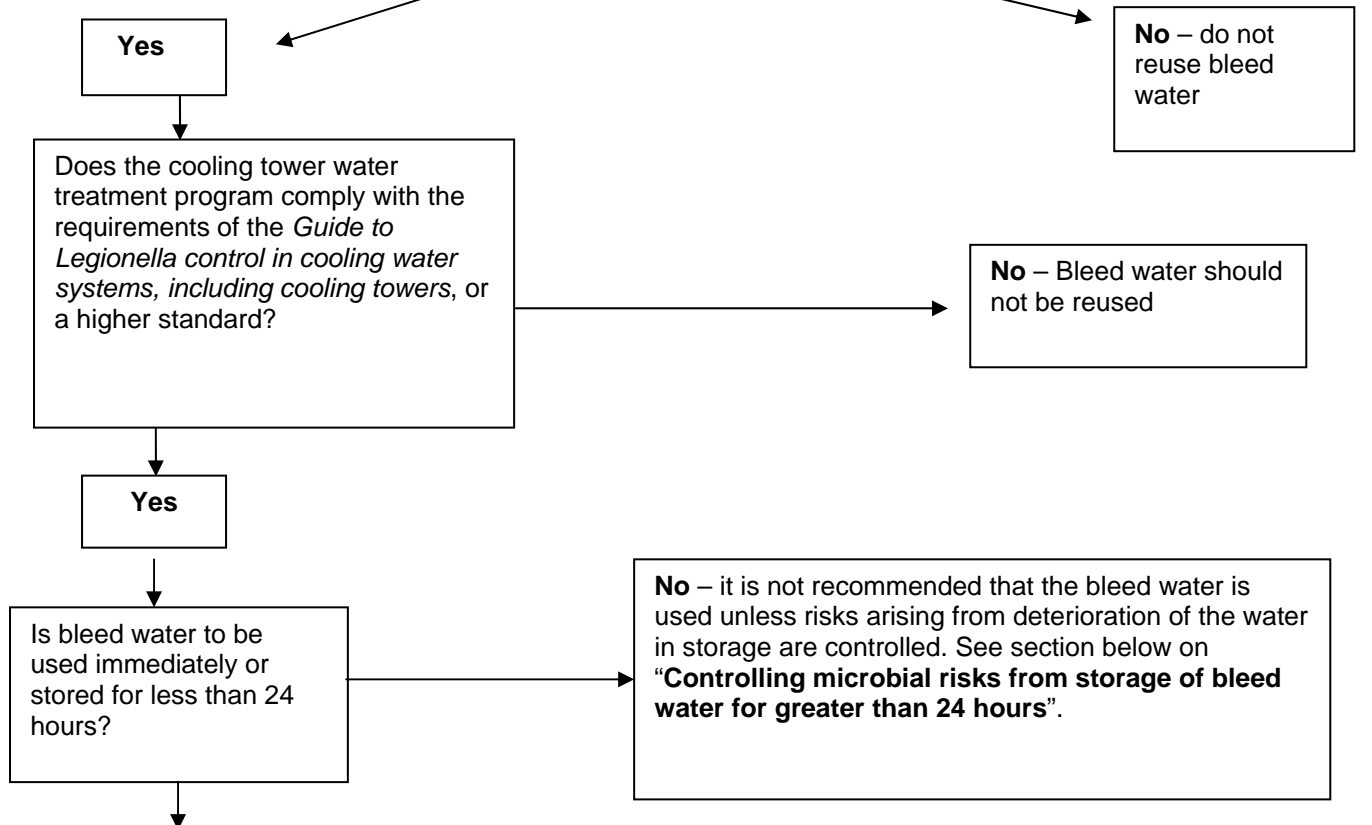 Yes
No – do not
reuse bleed
water
Does the cooling tower water
treatment program comply with the
requirements of the Guide to
Legionella control in cooling water
systems, including cooling towers, or
a higher standard?
No – Bleed water should
not be reused
Yes
Is bleed water to be
used immediately or
stored for less than 24
hours?
No – it is not recommended that the bleed water is
used unless risks arising from deterioration of the water
in storage are controlled. See section below on
“Controlling microbial risks from storage of bleed
water for greater than 24 hours”.